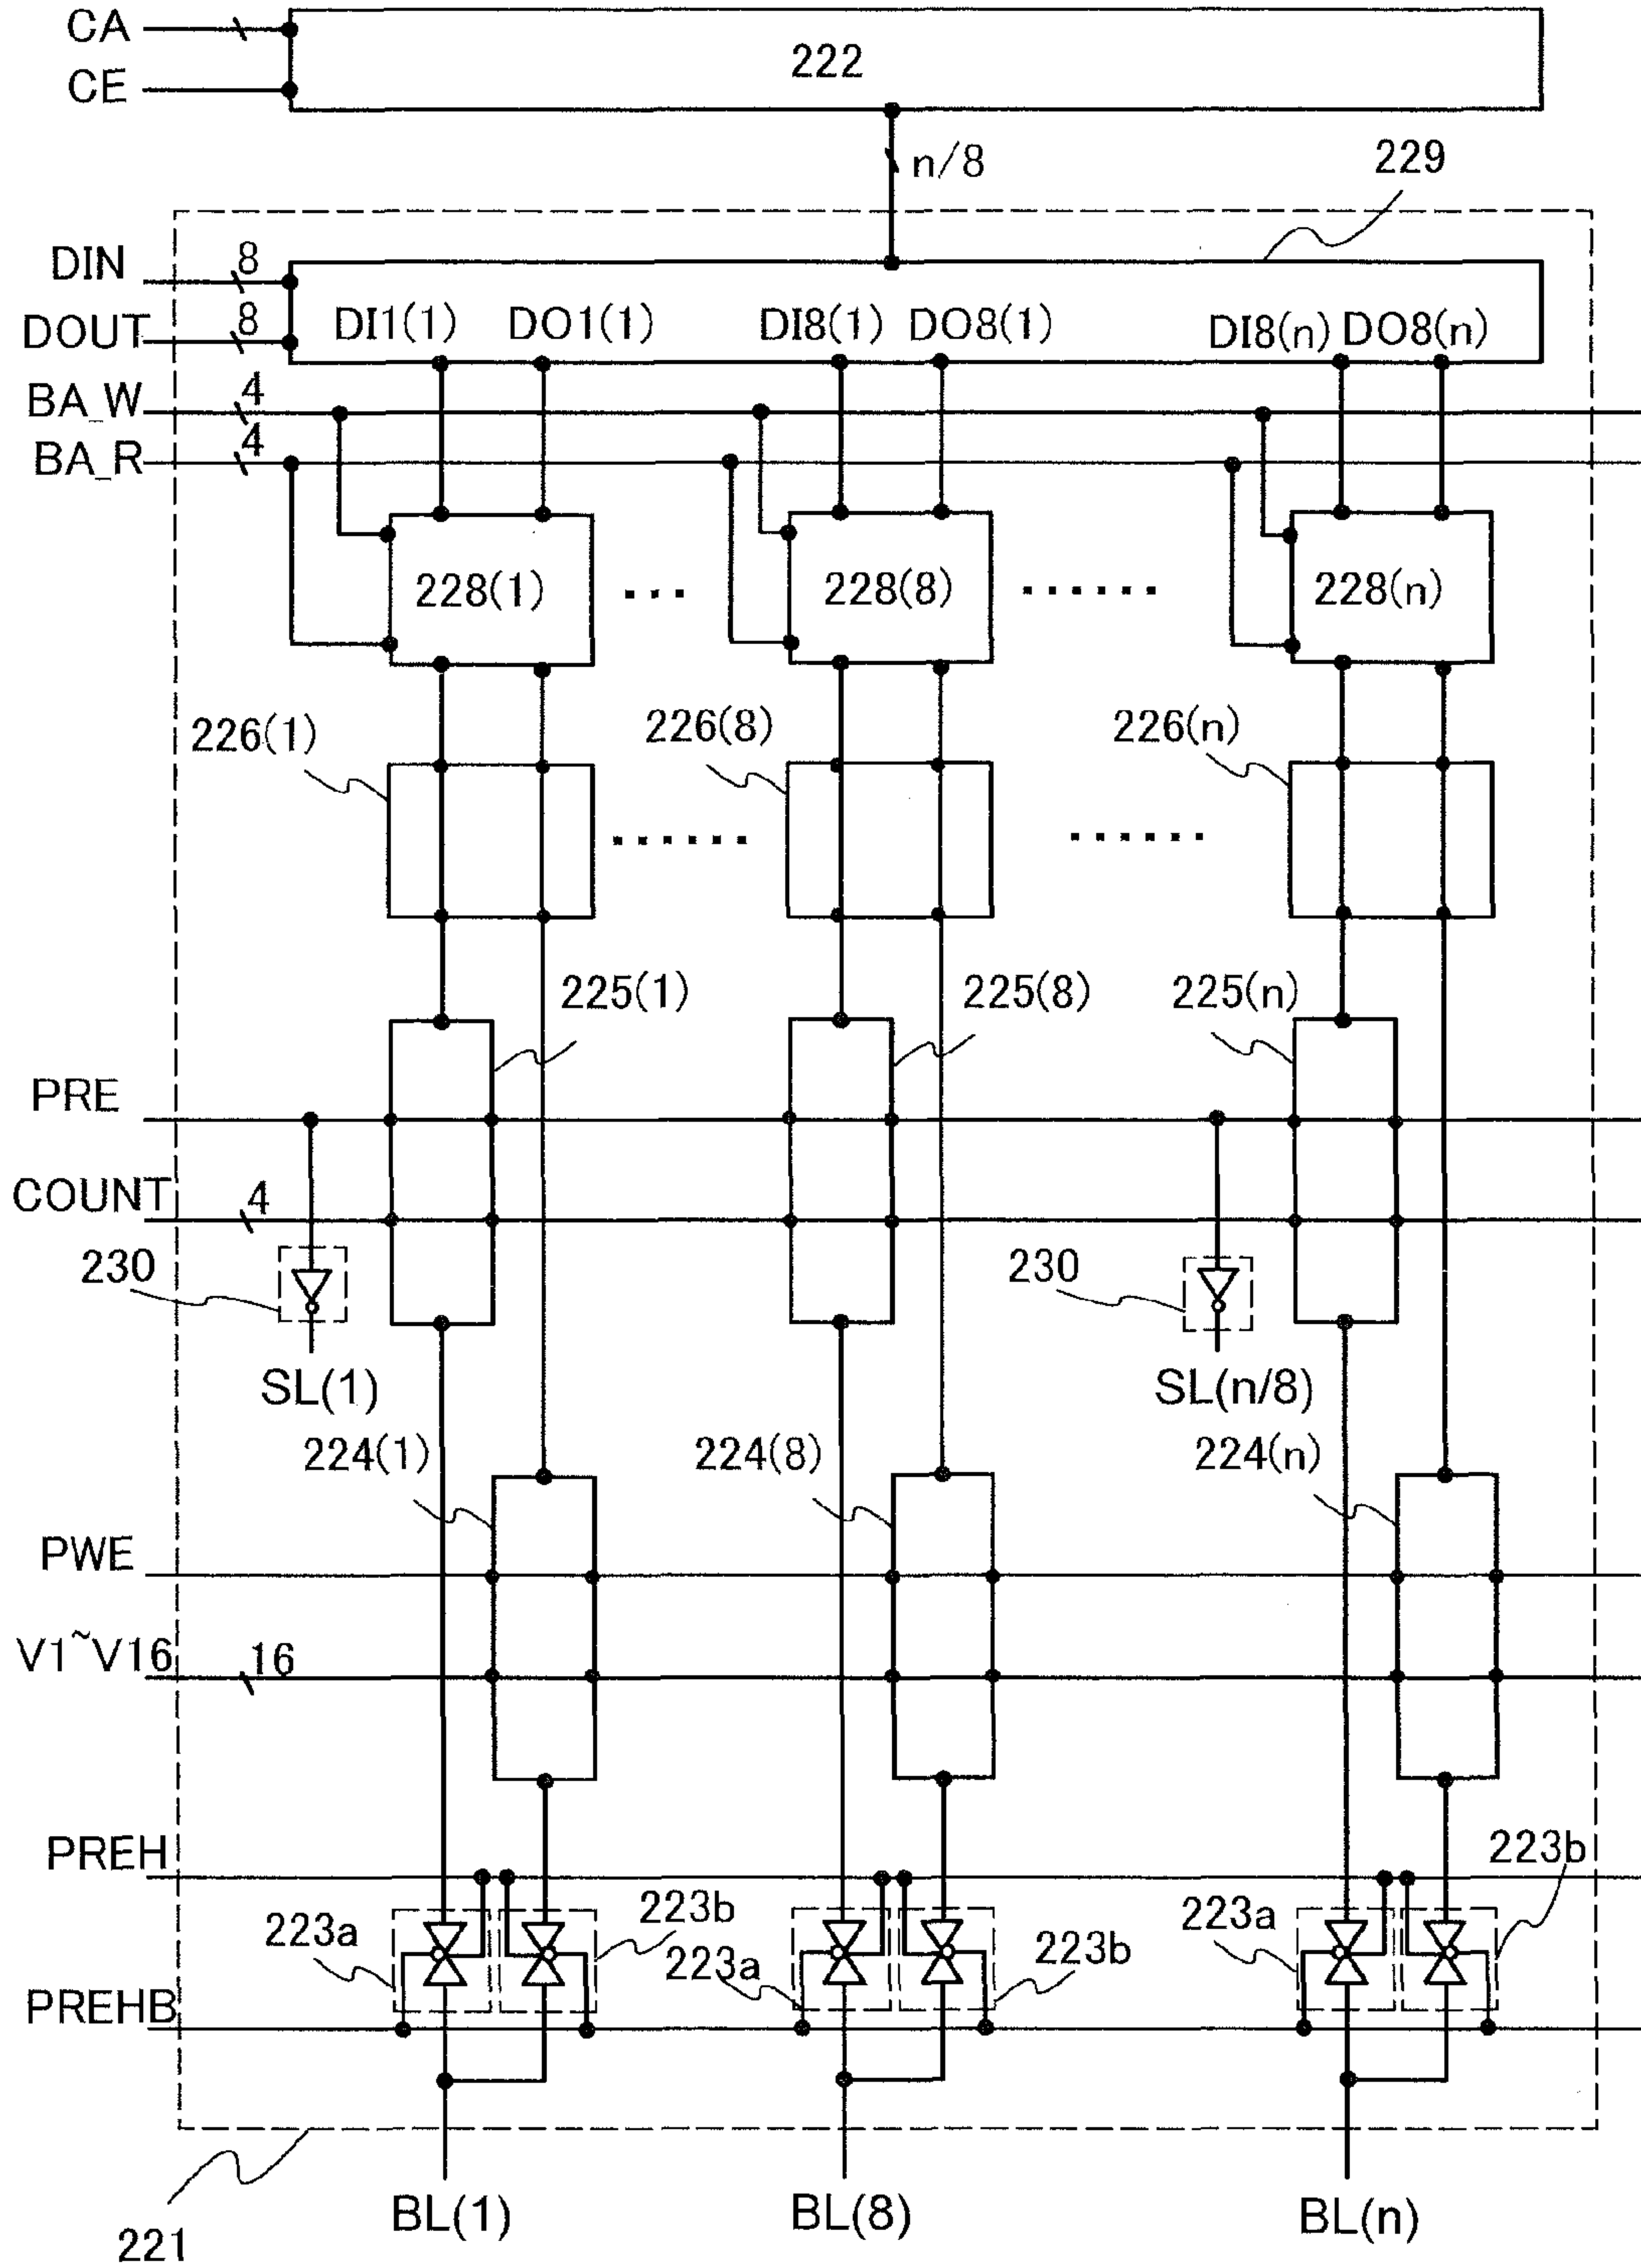 CA
222
CE
n/8
229
DIN 8
DOUT 8
DI1(1) DO1(1) DI8(1) DO8(1) DI8(n) DO8(n)
BA_W 4
BA_R 4
228(1) ... 228(8) ...... 228(n)
226(1) 226(8) 226(n)
...... ......
225(1) 225(8) 225(n)
PRE
COUNT 4
230 230
SL(1) SL(n/8)
224(1) 224(8) 224(n)
PWE
V1~V16 16
PREH
223a 223b 223a 223b 223a 223b
PREHB
BL(1) BL(8) BL(n)
221